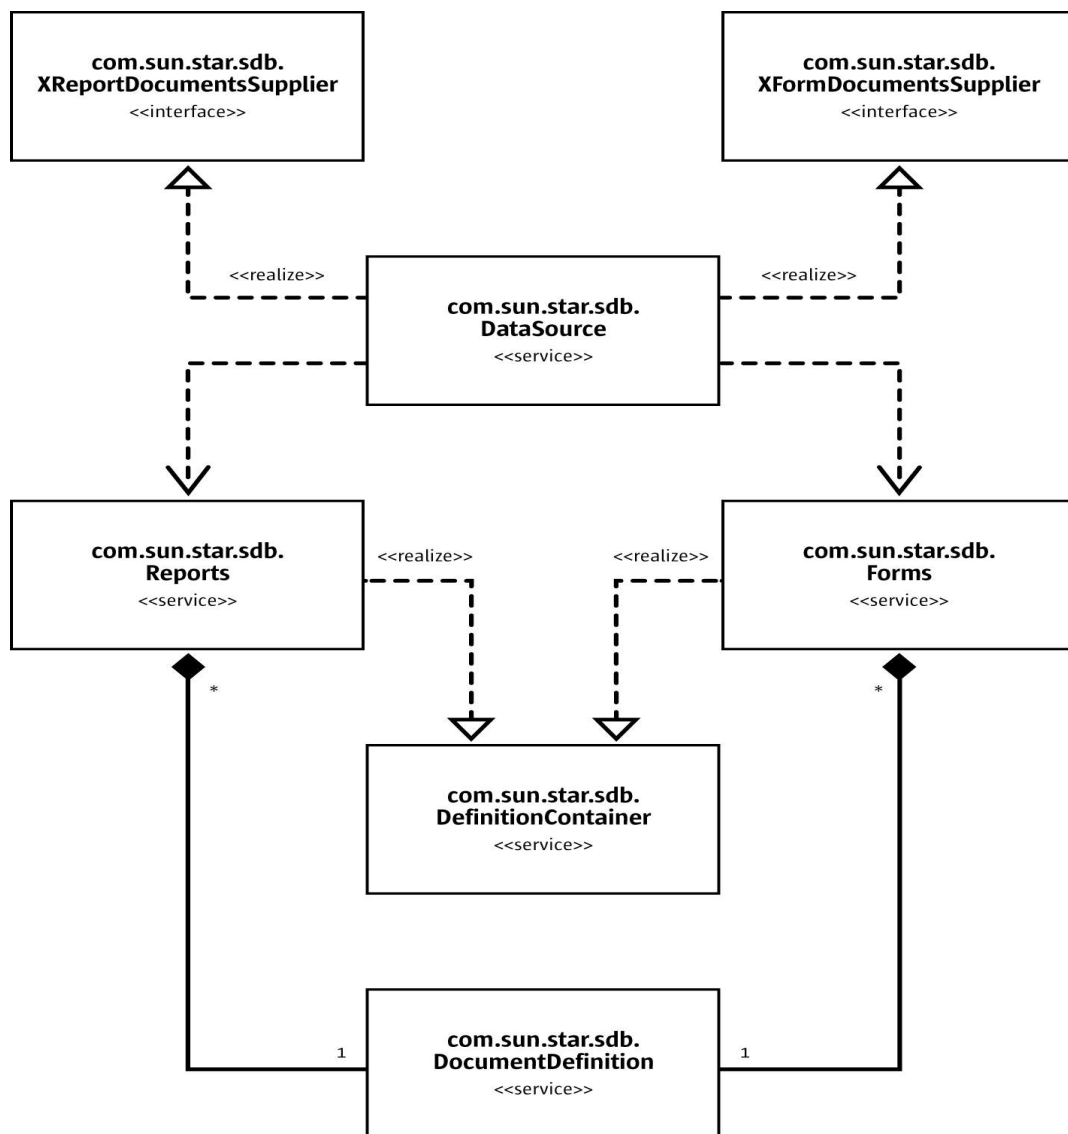 com.sun.star.sdb.
XReportDocumentsSupplier
<<interface>>
com.sun.star.sdb.
XFormDocumentsSupplier
<<interface>>
<<realize>>
<<realize>>
com.sun.star.sdb.
DataSource
<<service>>
com.sun.star.sdb.
Reports
<<service>>
<<realize>>
<<realize>>
com.sun.star.sdb.
Forms
<<service>>
*
*
com.sun.star.sdb.
DefinitionContainer
<<service>>
1
1
com.sun.star.sdb.
DocumentDefinition
<<service>>